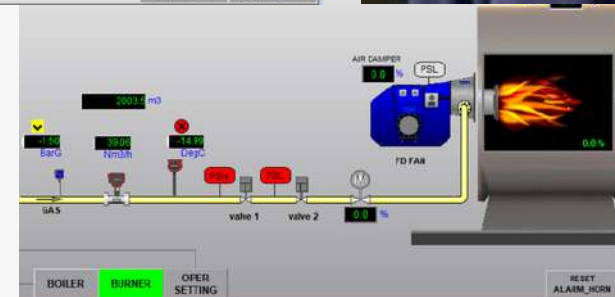 AIR DAMPER
0.0 %
PSL
2003.5 m3
-1.50
BarG
39.06
Nm3/h
-14.99
DegC
FD FAN
0.0%
GAS
PSH
PSL
valve 1
valve 2
M
0.0 %
BOILER
BURNER
OPER
SETTING
RESET
ALARM_HORN